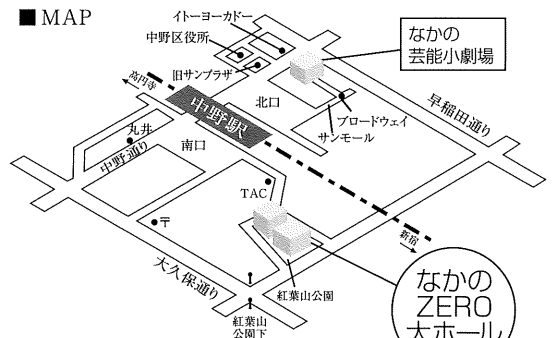 ■MAP
イトーヨーカドー
中野区役所
旧サンプラザ
なかの
芸能小劇場
高円寺
中野駅
北口
ブロードウェイ
サンモール
早稲田通り
丸井
中野通り
南口
TAC
〒
新宿
大久保通り
紅葉山公園
紅葉山
公園下
なかの
ZERO
大ホール